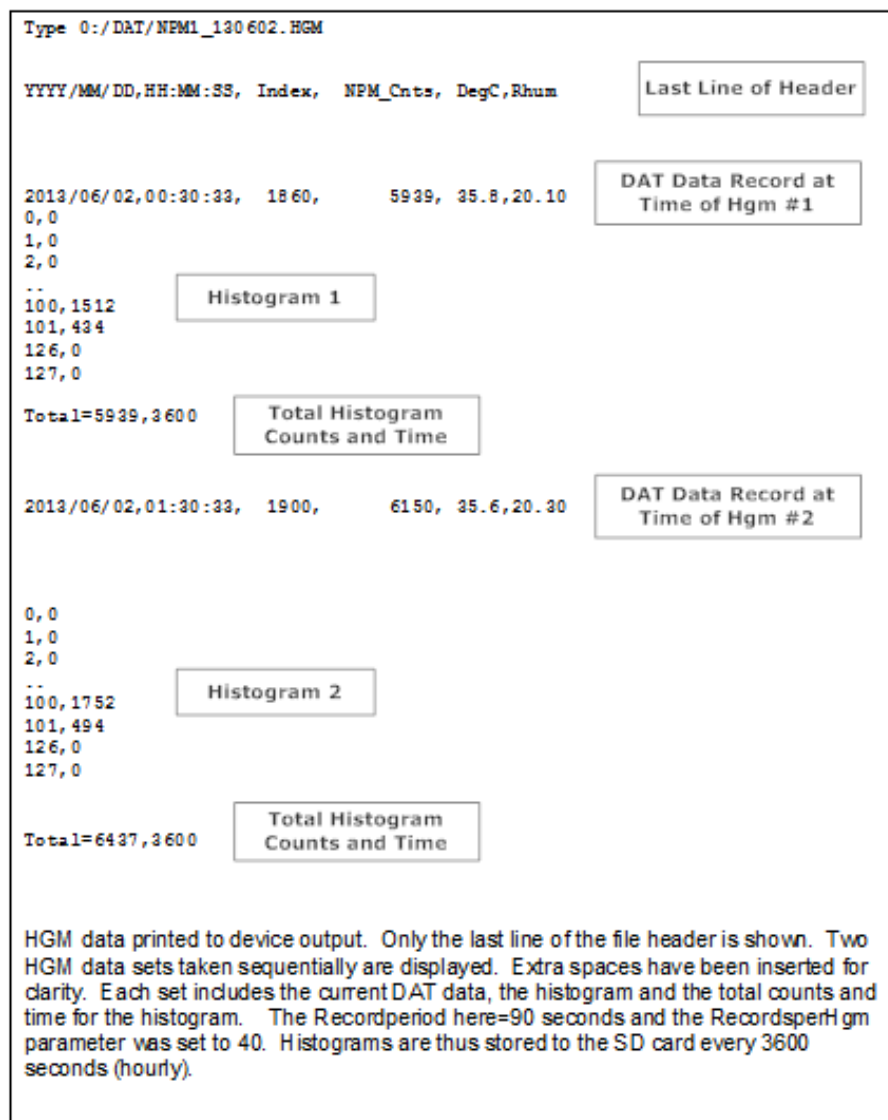 Type 0:/DAT/NPM1_130602.HGM
YYYY/MM/DD,HH:MM:SS, Index, NPM_Cnts, DegC,Rhum
Last Line of Header
2013/06/02,00:30:33, 1860, 5939, 35.8,20.10
DAT Data Record at
Time of Hgm #1
0,0
1,0
2,0
..
100,1512
Histogram 1
101,434
126,0
127,0
Total=5939,3600
Total Histogram
Counts and Time
2013/06/02,01:30:33, 1900, 6150, 35.6,20.30
DAT Data Record at
Time of Hgm #2
0,0
1,0
2,0
..
100,1752
Histogram 2
101,494
126,0
127,0
Total=6437,3600
Total Histogram
Counts and Time
HGM data printed to device output. Only the last line of the file header is shown. Two
HGM data sets taken sequentially are displayed. Extra spaces have been inserted for
clarity. Each set includes the current DAT data, the histogram and the total counts and
time for the histogram. The Recordperiod here=90 seconds and the RecordsperHgm
parameter was set to 40. Histograms are thus stored to the SD card every 3600
seconds (hourly).